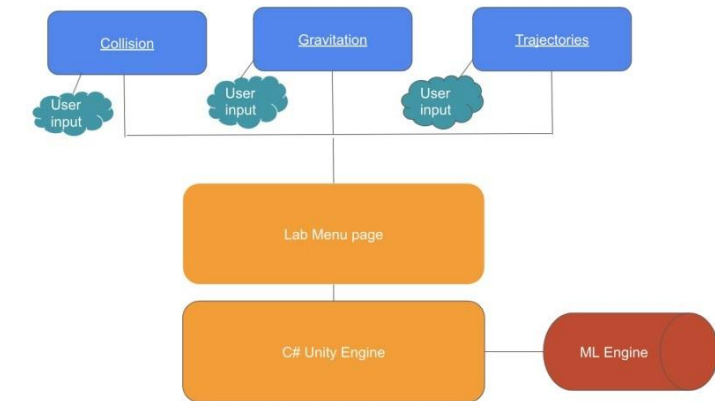 Collision
Gravitation
Trajectories
User
input
User
input
User
input
Lab Menu page
C# Unity Engine
ML Engine